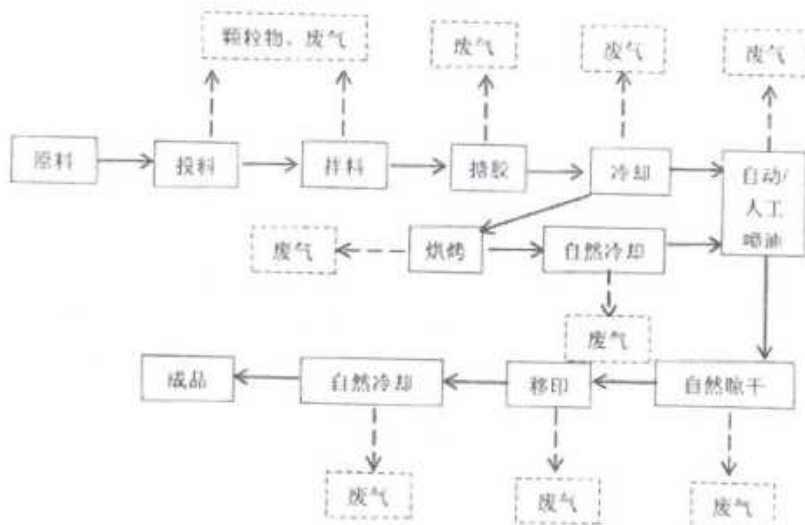 颗粒物、废气
废气
废气
废气
原料
投料
拌料
搪胶
冷却
自动/
人工
喷油
废气
烘烤
自然冷却
废气
成品
自然冷却
移印
自然晾干
废气
废气
废气